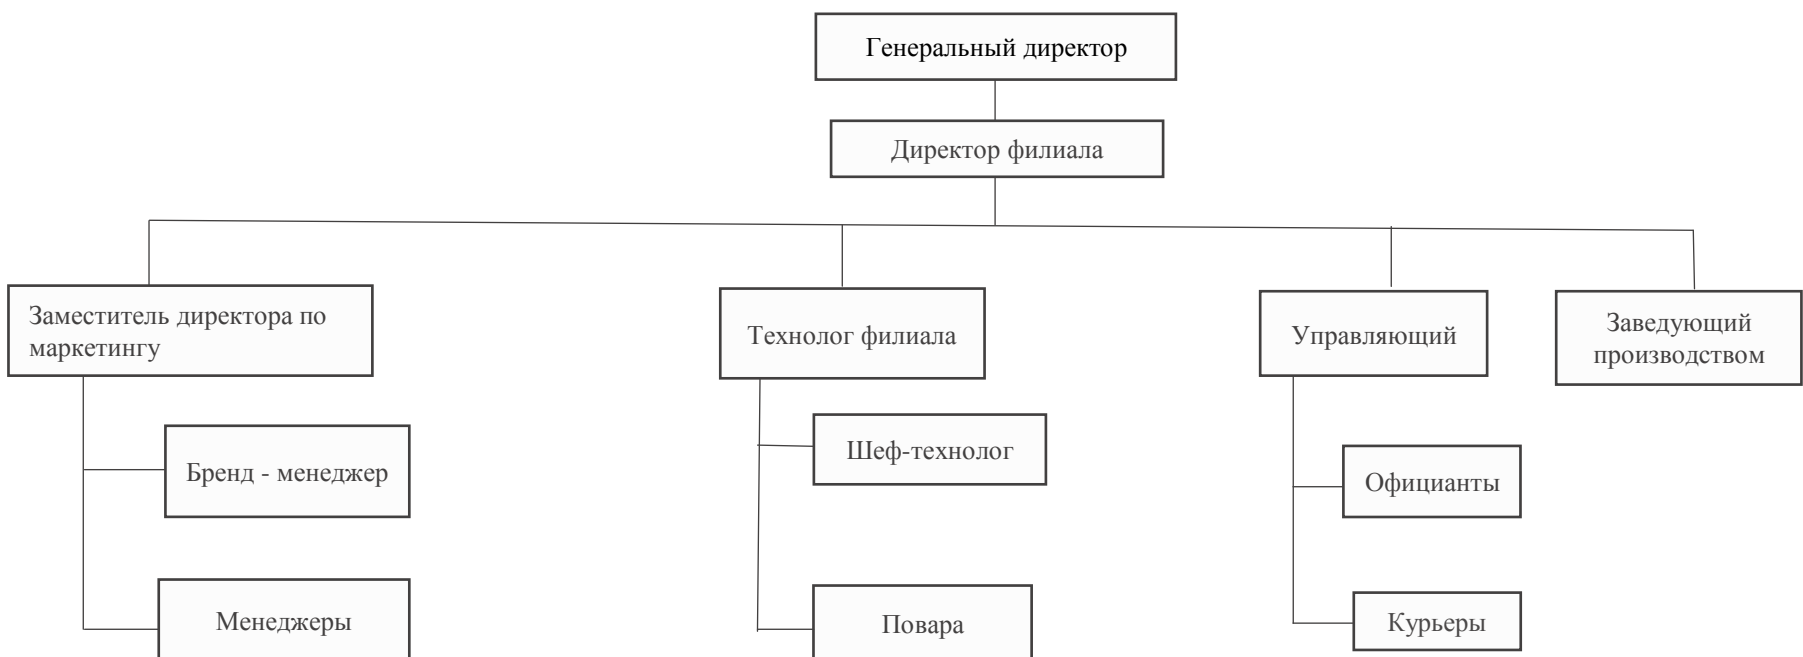 Генеральный директор
Директор филиала
Заместитель директора по
маркетингу
Технолог филиала
Управляющий
Заведующий
производством
Бренд - менеджер
Шеф-технолог
Официанты
Менеджеры
Повара
Курьеры